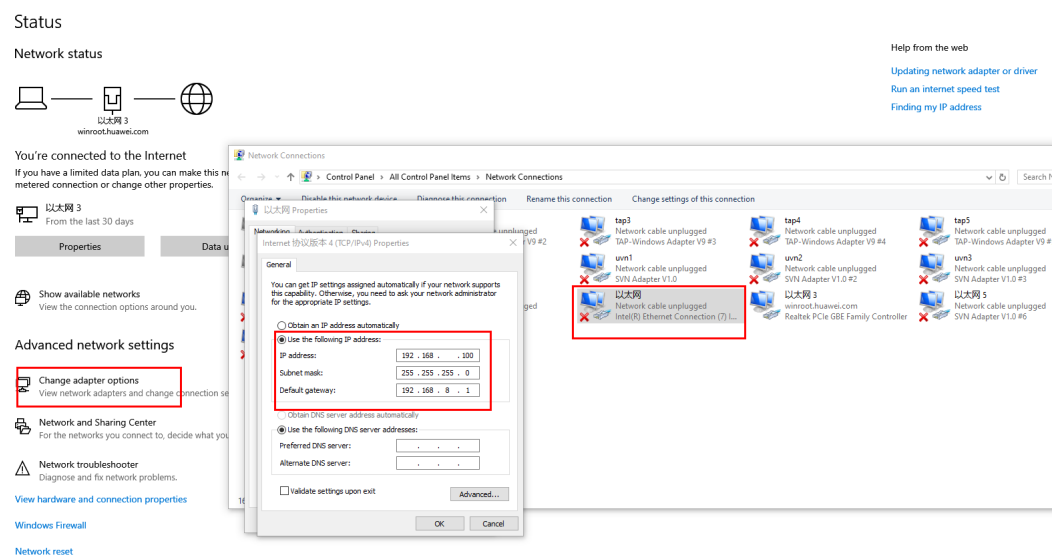 Status
Network status
以太网 3
winroot.huawei.com
You're connected to the Internet
If you have a limited data plan, you can make this
metered connection or change other properties.
以太网 3
From the last 30 days
Properties
Data
Show available networks
View the connection options around you.
Advanced network settings
Change adapter options
View network adapters and change connection
Network and Sharing Center
For the networks you connect to, decide what you
Network troubleshooter
Diagnose and fix network problems.
View hardware and connection properties
Windows Firewall
Network reset
Help from the web
Updating network adapter or driver
Run an internet speed test
Finding my IP address
Network Connections
Control Panel > All Control Panel Items > Network Connections
Search
Organize Disable this network device Diagnose this connection Rename this connection Change settings of this connection
tap3
Network cable unplugged
TAP-Windows Adapter V9 #3
tap4
Network cable unplugged
TAP-Windows Adapter V9 #4
tap5
Network cable unplugged
TAP-Windows Adapter V9 #
V9 #2
uvn1
Network cable unplugged
SVN Adapter V1.0
uvn2
Network cable unplugged
SVN Adapter V1.0 #2
uvn3
Network cable unplugged
SVN Adapter V1.0 #3
以太网
Network cable unplugged
Intel(R) Ethernet Connection (7) I...
以太网 3
winroot.huawei.com
Realtek PCIe GBE Family Controller
以太网 5
Network cable unplugged
SVN Adapter V1.0 #6
16
以太网 Properties
Networking Authentication Sharing
Internet 协议版本 4 (TCP/IPv4) Properties
General
You can get IP settings assigned automatically if your network supports
this capability. Otherwise, you need to ask your network administrator
for the appropriate IP settings.
Obtain an IP address automatically
Use the following IP address:
IP address: 192 . 168 . . 100
Subnet mask: 255 . 255 . 255 . 0
Default gateway: 192 . 168 . 8 . 1
Obtain DNS server address automatically
Use the following DNS server addresses:
Preferred DNS server: . . .
Alternate DNS server: . . .
Validate settings upon exit
Advanced...
OK Cancel